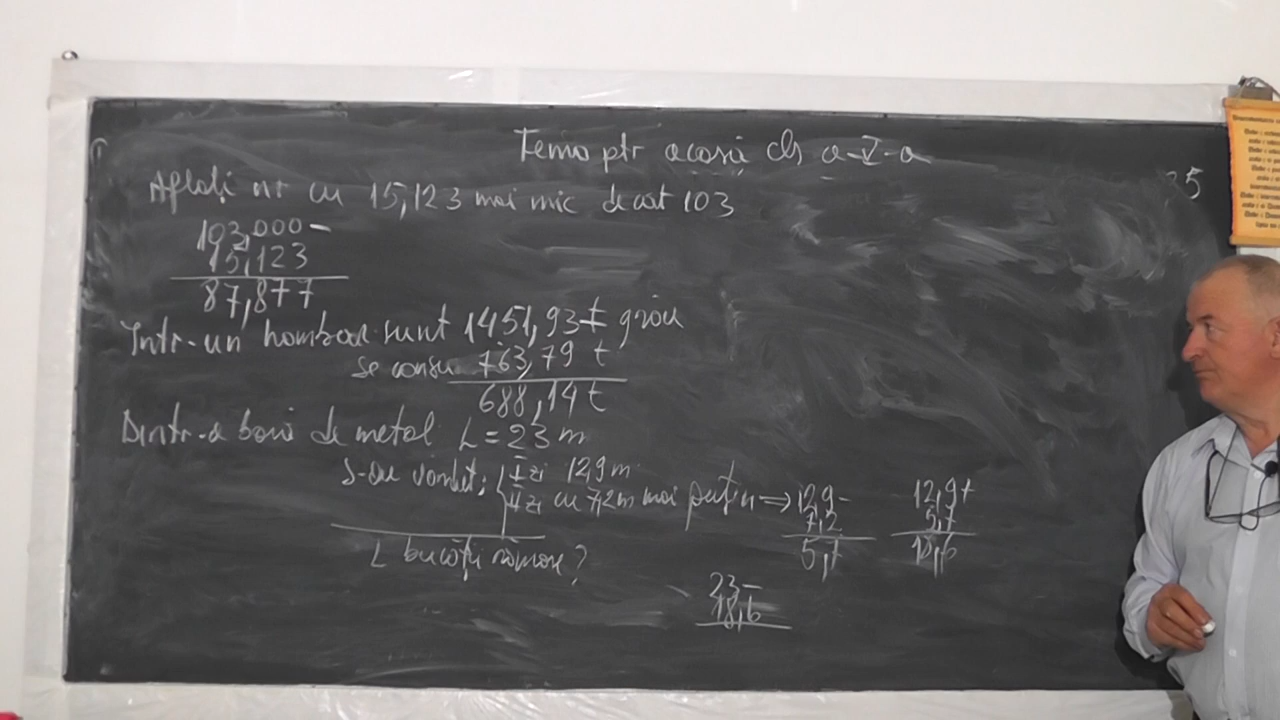 Tema ptr acasă cls a-V-a
Aflați nr cu 15,123 mai mic decat 103
103,000 -
15,123
87,877
Intr-un hambar sunt 1451,93 t grâu
se consu 763,79 t
688,14 t
Dintr-o bară de metal L = 23 m
S-au vândut: I zi 12,9 m
II zi cu 7,2 m mai puțin ⇒ 12,9 -
7,2
5,7
12,9 +
5,7
18,6
L bucății rămase?
23 -
18,6
35